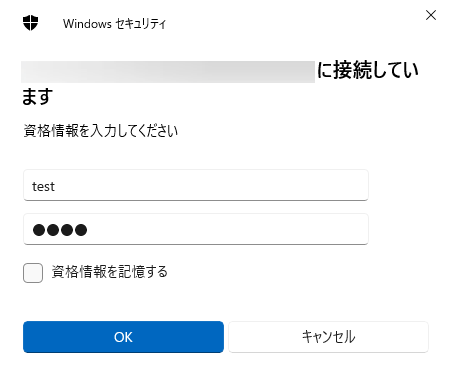 Windows セキュリティ
に接続してい
ます
資格情報を入力してください
test
●●●●
資格情報を記憶する
OK
キャンセル